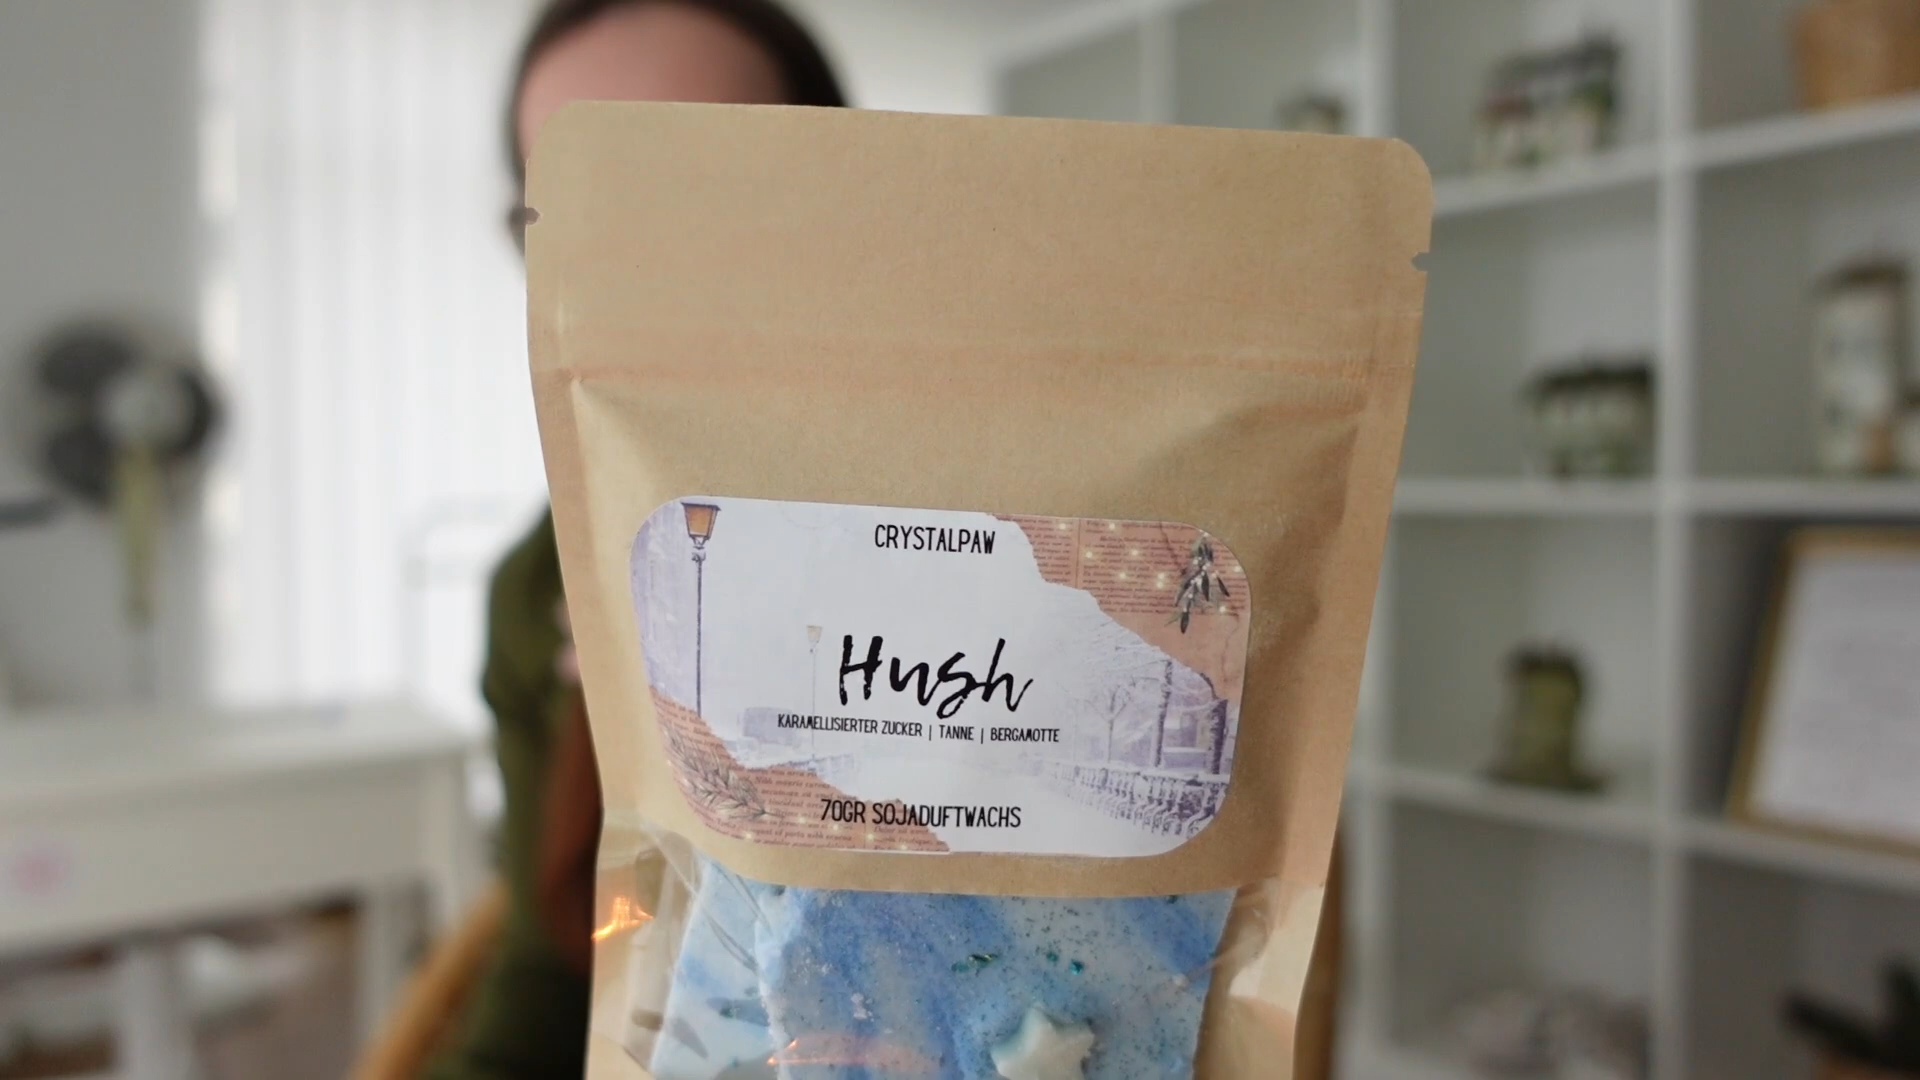 CRYSTALPAW
Hush
KARAMELLISIERTER ZUCKER | TANNE | BERGAMOTTE
70GR SOJADUFTWACHS